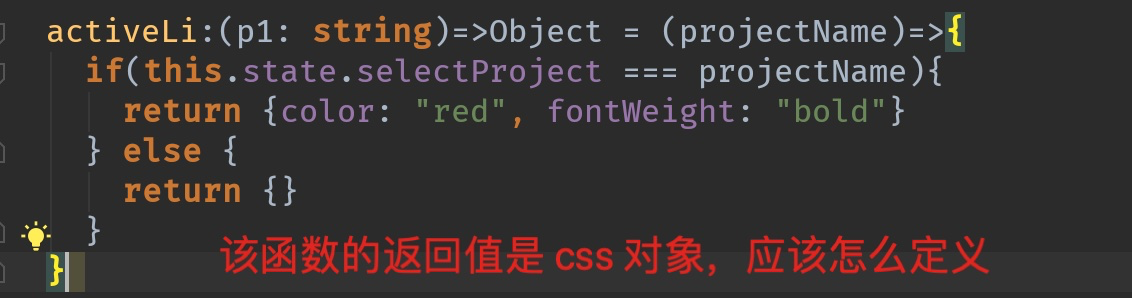 activeLi:(p1: string)=>Object = (projectName)=>{
if(this.state.selectProject === projectName){
return {color: "red", fontWeight: "bold"}
} else {
return {}
}
该函数的返回值是 css 对象，应该怎么定义
}